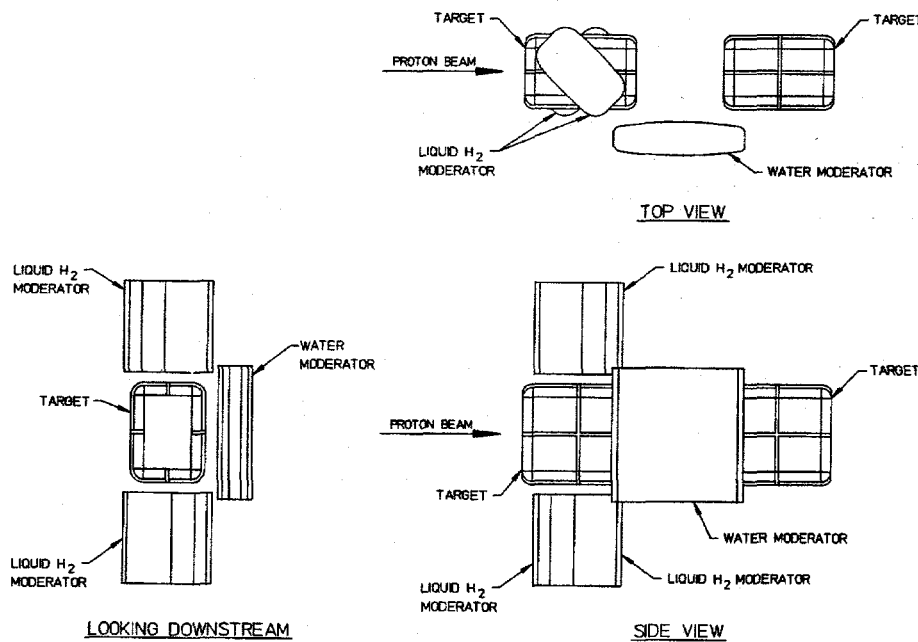 TARGET
TARGET
PROTON BEAM
LIQUID H2
MODERATOR
WATER MODERATOR
TOP VIEW
LIQUID H2
MODERATOR
WATER
MODERATOR
TARGET
LIQUID H2
MODERATOR
LOOKING DOWNSTREAM
LIQUID H2 MODERATOR
TARGET
PROTON BEAM
TARGET
WATER MODERATOR
LIQUID H2
MODERATOR
LIQUID H2 MODERATOR
SIDE VIEW